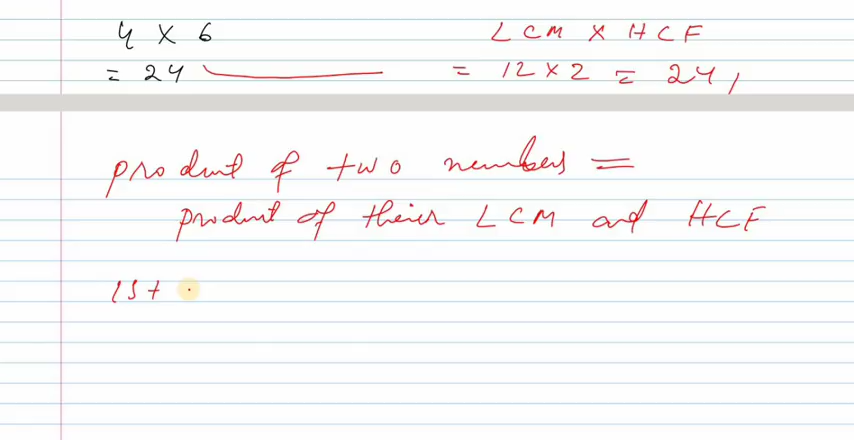 4 X 6 LCM X HCF
= 24 = 12 X 2 = 24,
product of two numbers =
product of their LCM and HCF
1st